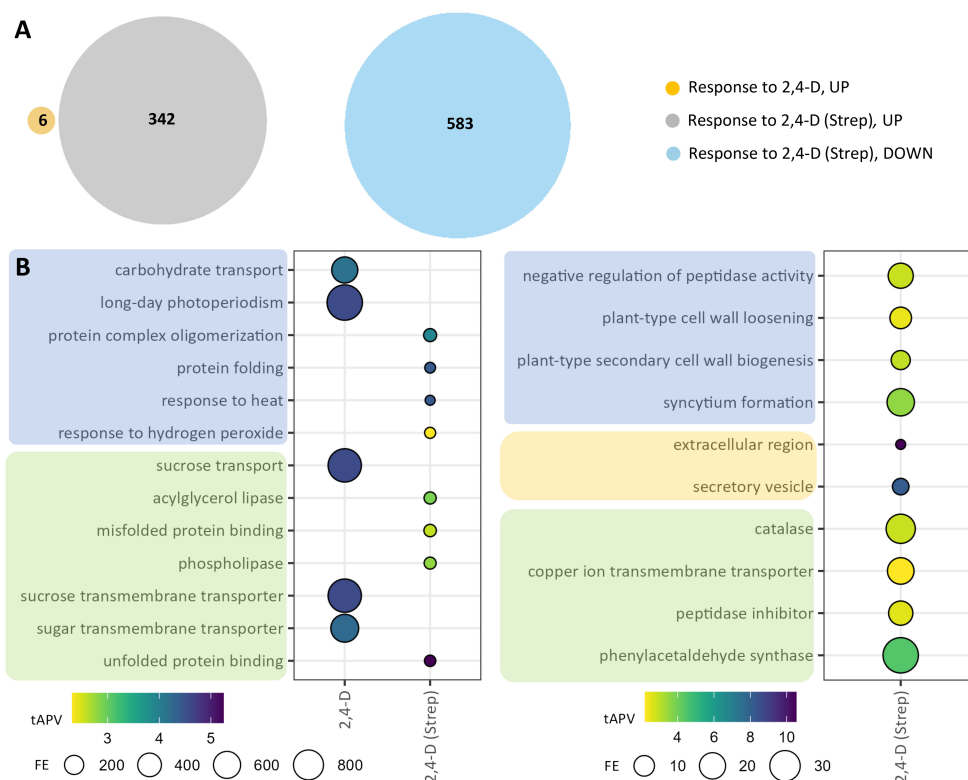 A
6
342
583
Response to 2,4-D, UP
Response to 2,4-D (Strep), UP
Response to 2,4-D (Strep), DOWN
B
carbohydrate transport
long-day photoperiodism
protein complex oligomerization
protein folding
response to heat
response to hydrogen peroxide
sucrose transport
acylglycerol lipase
misfolded protein binding
phospholipase
sucrose transmembrane transporter
sugar transmembrane transporter
unfolded protein binding
2,4-D
2,4-D (Strep)
tAPV
3 4 5
FE 200 400 600 800
negative regulation of peptidase activity
plant-type cell wall loosening
plant-type secondary cell wall biogenesis
syncytium formation
extracellular region
secretory vesicle
catalase
copper ion transmembrane transporter
peptidase inhibitor
phenylacetaldehyde synthase
2,4-D (Strep)
tAPV
4 6 8 10
FE 10 20 30